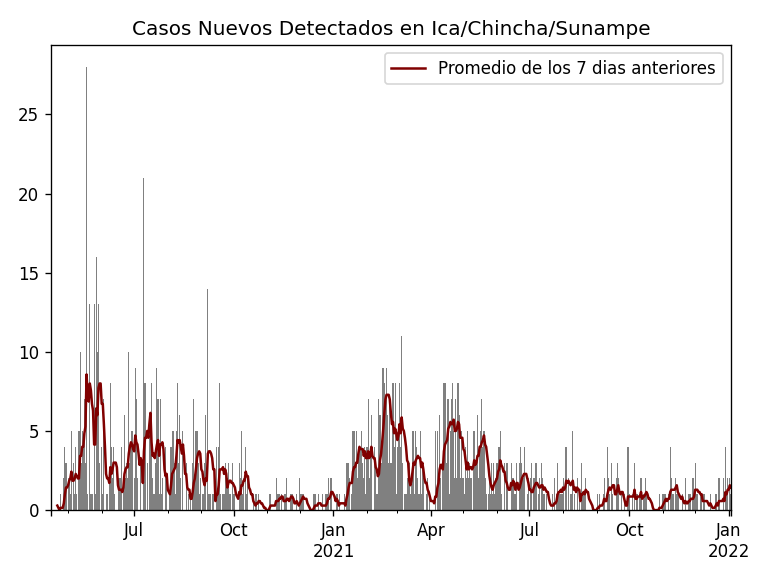 Casos Nuevos Detectados en Ica/Chincha/Sunampe
Promedio de los 7 dias anteriores
25
20
15
10
5
0
Jul Oct Jan Apr Jul Oct Jan
2021 2022